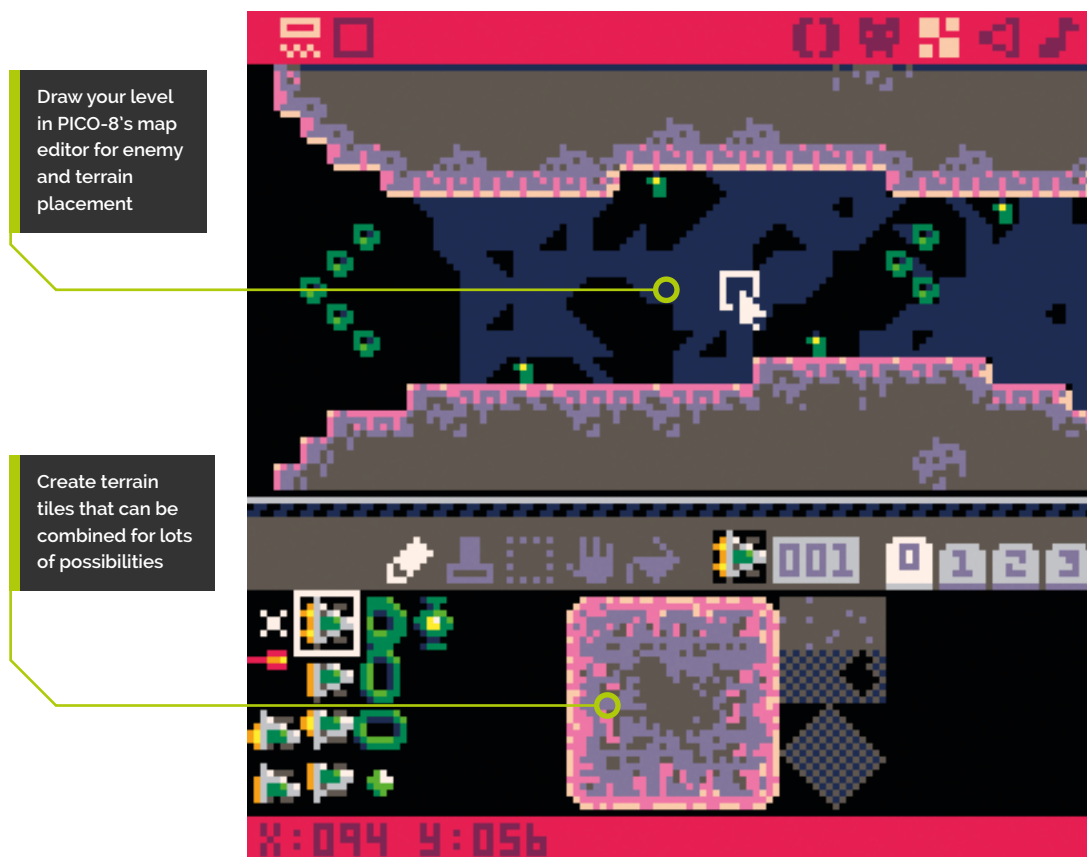 Draw your level
in PICO-8’s map
editor for enemy
and terrain
placement
Create terrain
tiles that can be
combined for lots
of possibilities
001 0 1 2 3
X:094 Y:056